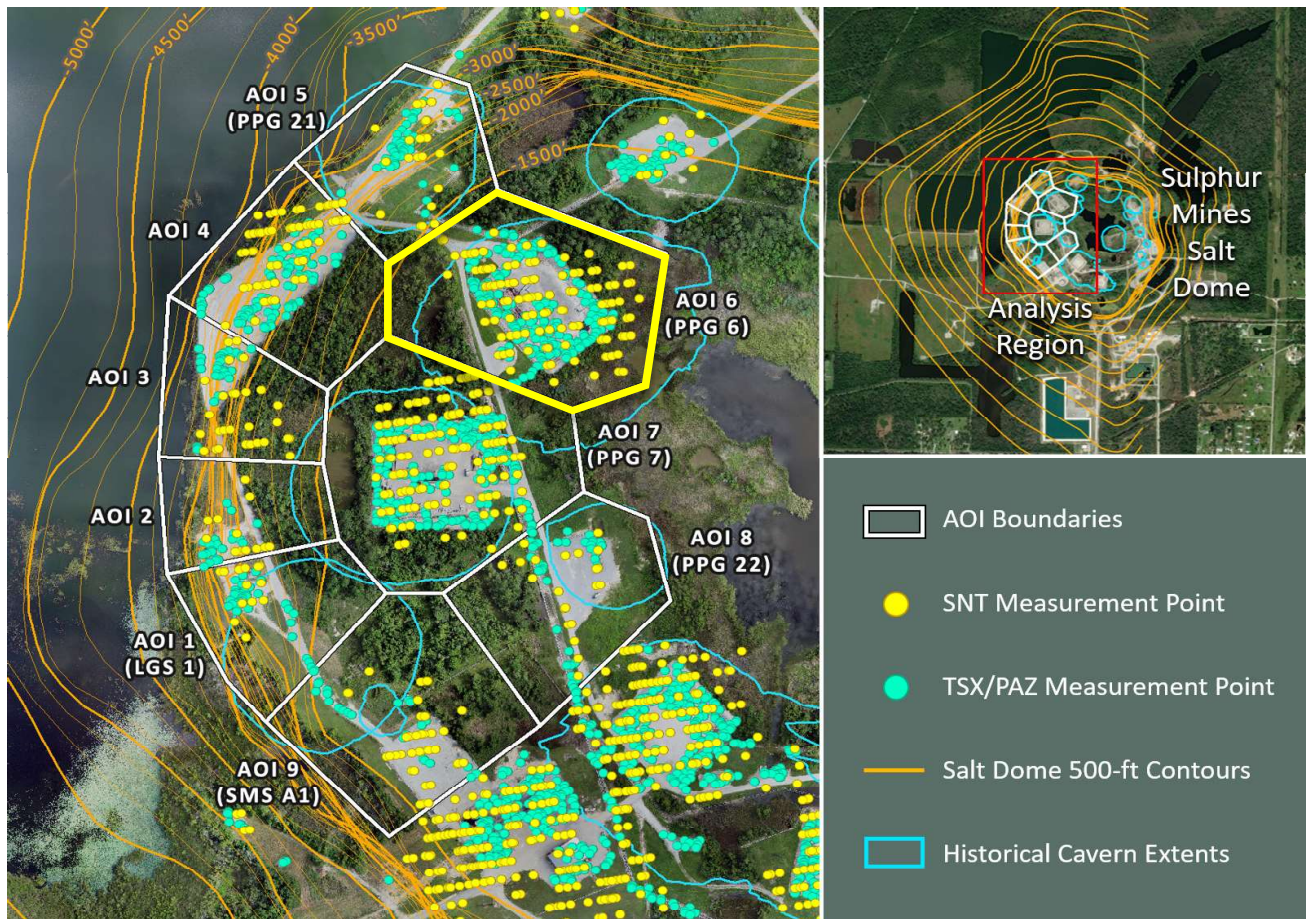 -5000'
-4500'
-4000'
-3500'
-3000'
-2500'
-2000'
-1500'
AOI 5
(PPG 21)
AOI 4
AOI 3
AOI 2
AOI 1
(LGS 1)
AOI 6
(PPG 6)
AOI 7
(PPG 7)
AOI 8
(PPG 22)
AOI 9
(SMS A1)
Sulphur
Mines
Salt
Dome
Analysis
Region
AOI Boundaries
SNT Measurement Point
TSX/PAZ Measurement Point
Salt Dome 500-ft Contours
Historical Cavern Extents